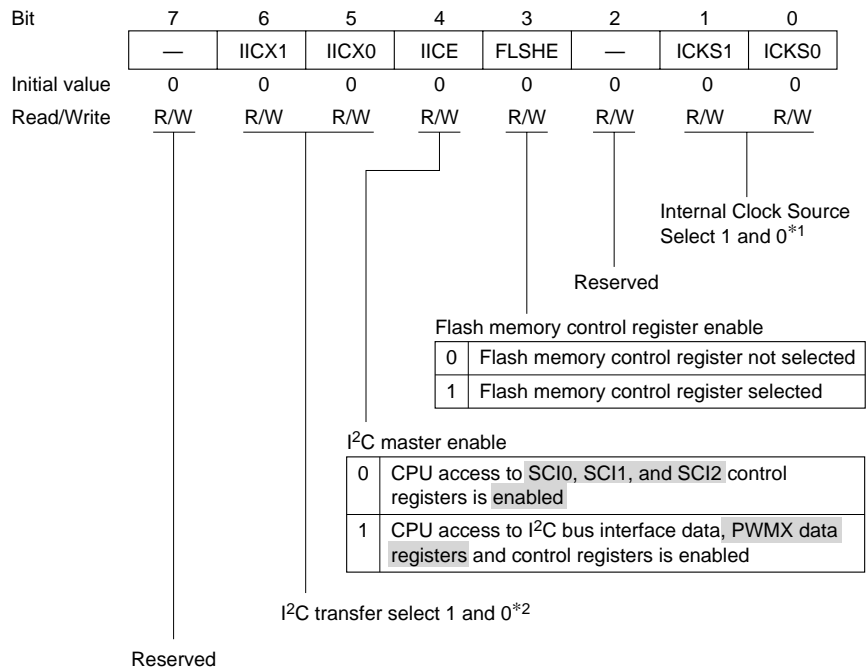 Bit 7 6 5 4 3 2 1 0
— IICX1 IICX0 IICE FLSHE — ICKS1 ICKS0
Initial value 0 0 0 0 0 0 0 0
Read/Write R/W R/W R/W R/W R/W R/W R/W R/W
Internal Clock Source
Select 1 and 0*1
Reserved
Flash memory control register enable
0 Flash memory control register not selected
1 Flash memory control register selected
I2C master enable
0 CPU access to SCI0, SCI1, and SCI2 control
registers is enabled
1 CPU access to I2C bus interface data, PWMX data
registers and control registers is enabled
I2C transfer select 1 and 0*2
Reserved